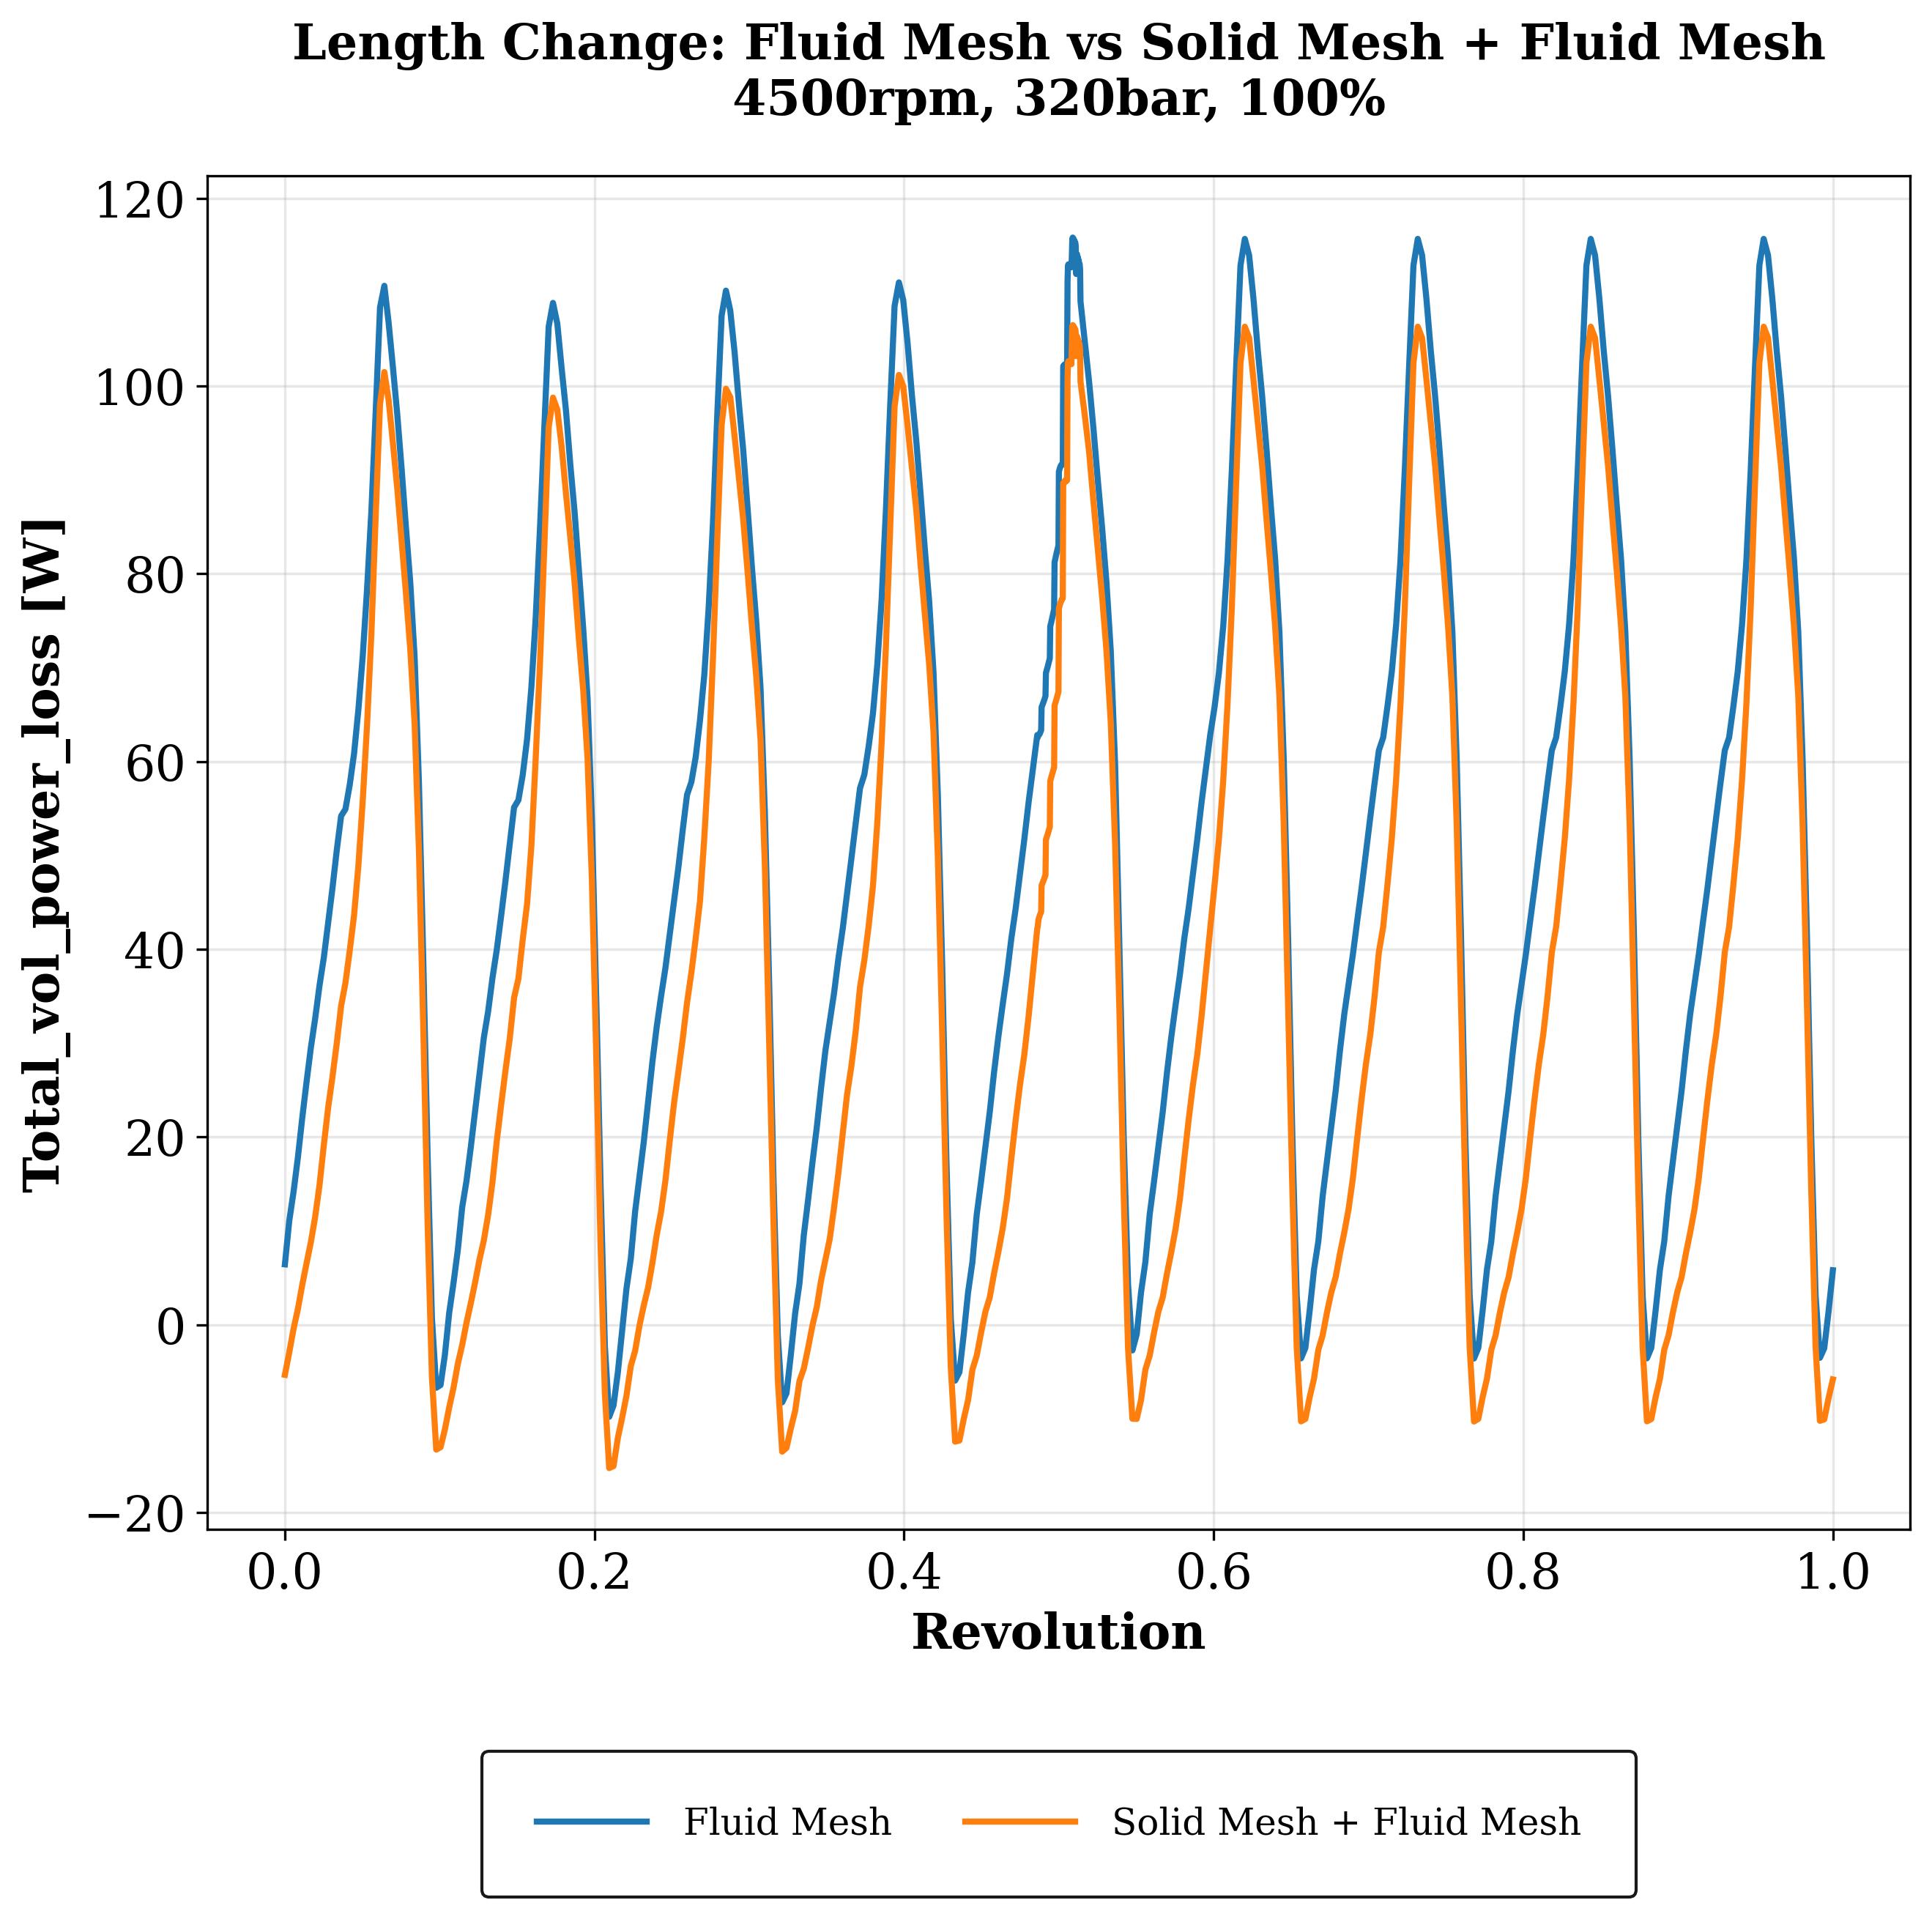 Length Change: Fluid Mesh vs Solid Mesh + Fluid Mesh
4500rpm, 320bar, 100%
Total_vol_power_loss [W]
120
100
80
60
40
20
0
−20
0.0 0.2 0.4 0.6 0.8 1.0
Revolution
Fluid Mesh Solid Mesh + Fluid Mesh